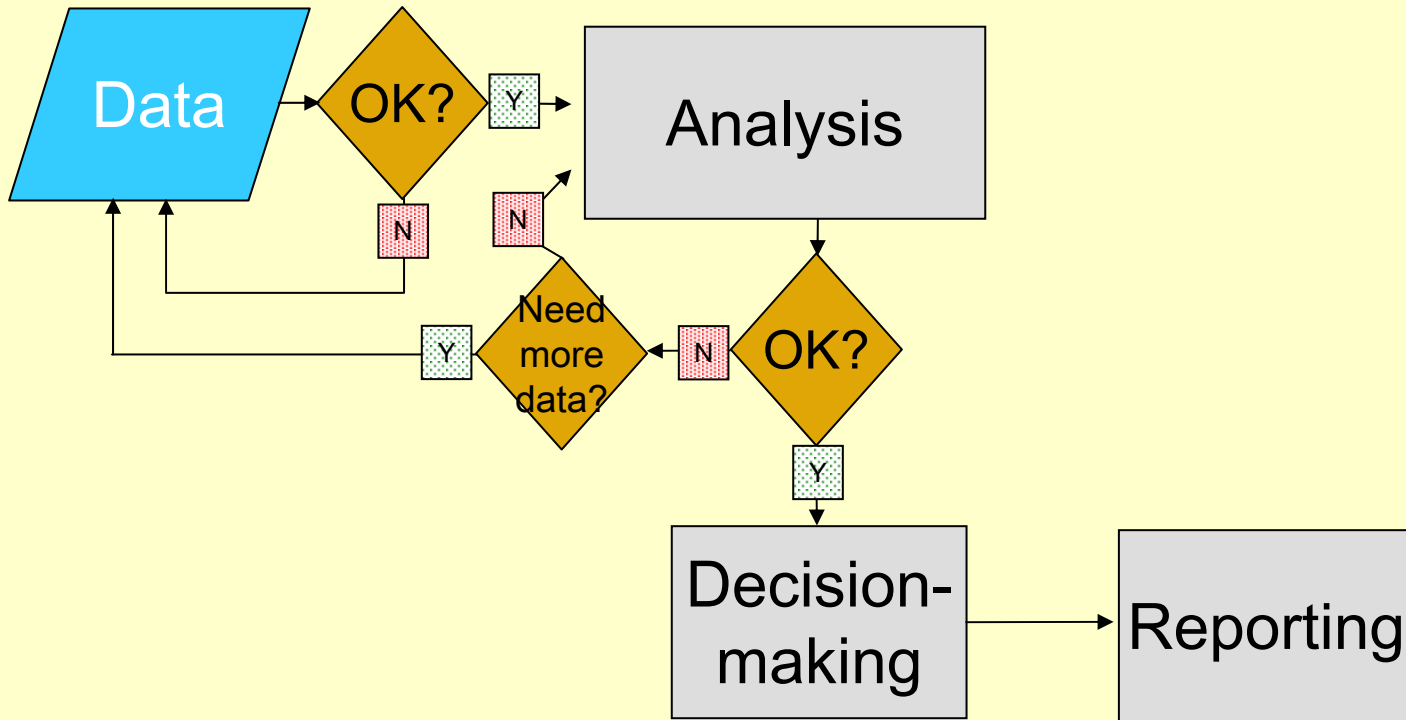 Data
OK?
Y
Analysis
N
N
Need
more
data?
Y
N
OK?
Y
Decision-
making
Reporting